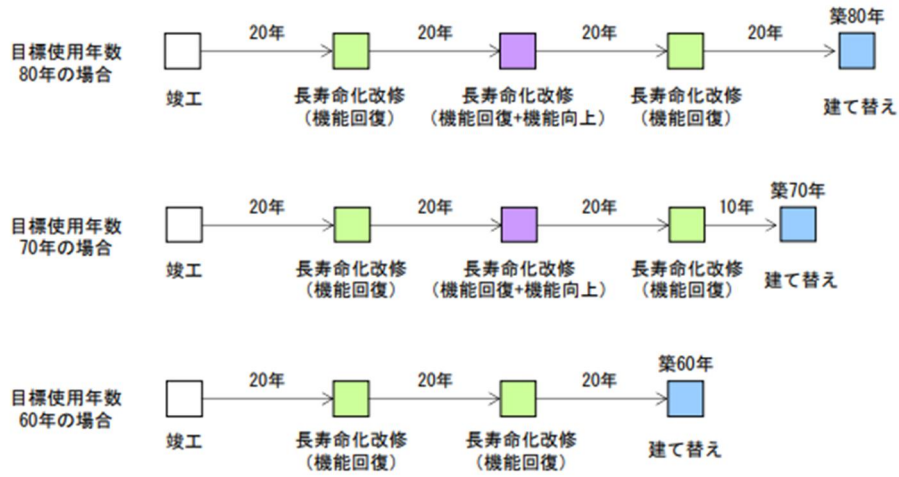 築80年
20年 20年 20年 20年
目標使用年数
80年の場合
竣工
長寿命化改修
（機能回復）
長寿命化改修
（機能回復+機能向上）
長寿命化改修
（機能回復）
建て替え
築70年
20年 20年 20年 10年
目標使用年数
70年の場合
竣工
長寿命化改修
（機能回復）
長寿命化改修
（機能回復+機能向上）
長寿命化改修
（機能回復）
建て替え
築60年
20年 20年 20年
目標使用年数
60年の場合
竣工
長寿命化改修
（機能回復）
長寿命化改修
（機能回復）
建て替え